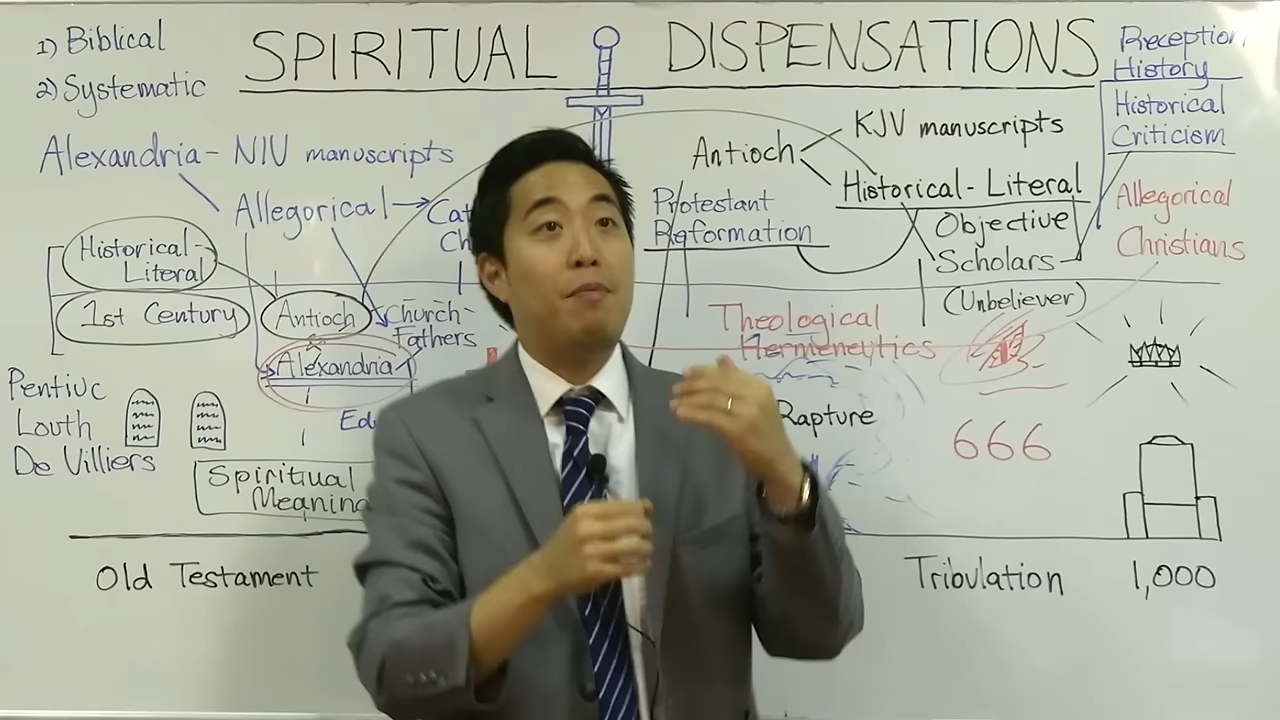 1) Biblical
2) Systematic
SPIRITUAL DISPENSATIONS
Reception
History
Historical
Criticism
Allegorical
Christians
Alexandria - NIV manuscripts
Allegorical
Historical-
Literal
1st Century
Antioch
Alexandria
Church
Fathers
Pentiuc
Louth
De Villiers
Spiritual
Meaning
Old Testament
Antioch
KJV manuscripts
Historical-Literal
Objective
Scholars
(Unbeliever)
Protestant
Reformation
Theological
Hermeneutics
Rapture
666
Tribulation
1,000